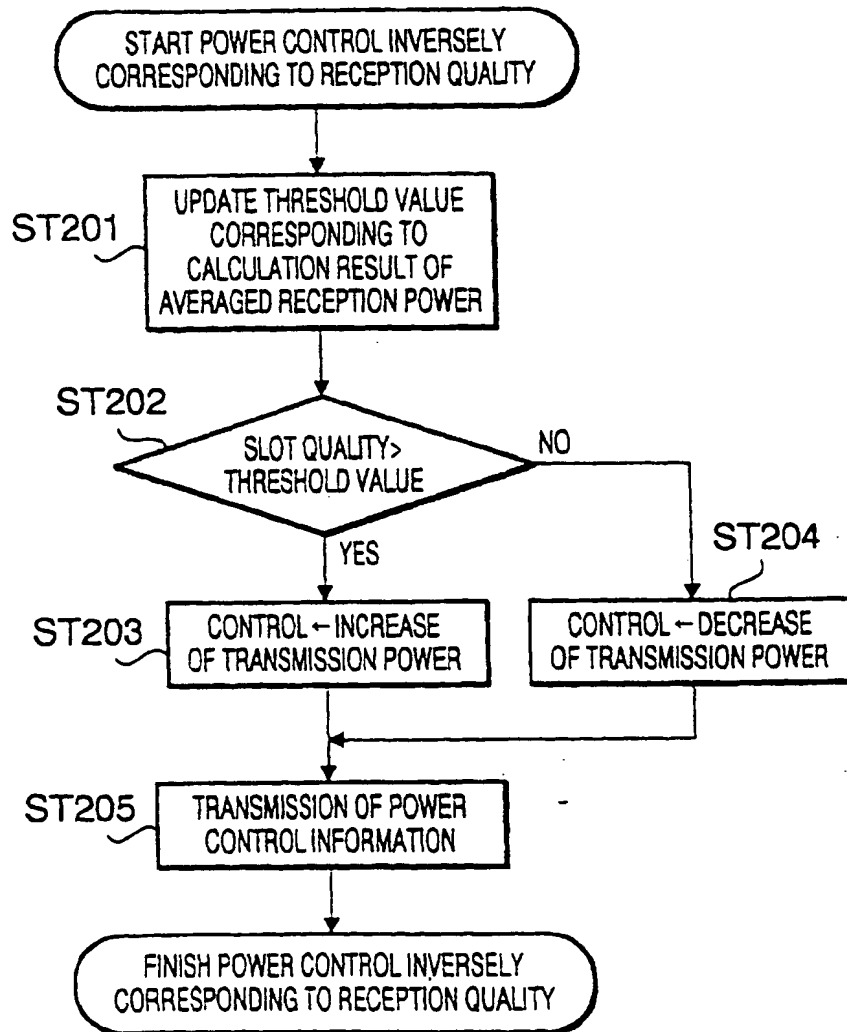 START POWER CONTROL INVERSELY
CORRESPONDING TO RECEPTION QUALITY
ST201
UPDATE THRESHOLD VALUE
CORRESPONDING TO
CALCULATION RESULT OF
AVERAGED RECEPTION POWER
ST202
SLOT QUALITY>
THRESHOLD VALUE
NO
YES
ST203
CONTROL ← INCREASE
OF TRANSMISSION POWER
ST204
CONTROL ← DECREASE
OF TRANSMISSION POWER
ST205
TRANSMISSION OF POWER
CONTROL INFORMATION
FINISH POWER CONTROL INVERSELY
CORRESPONDING TO RECEPTION QUALITY